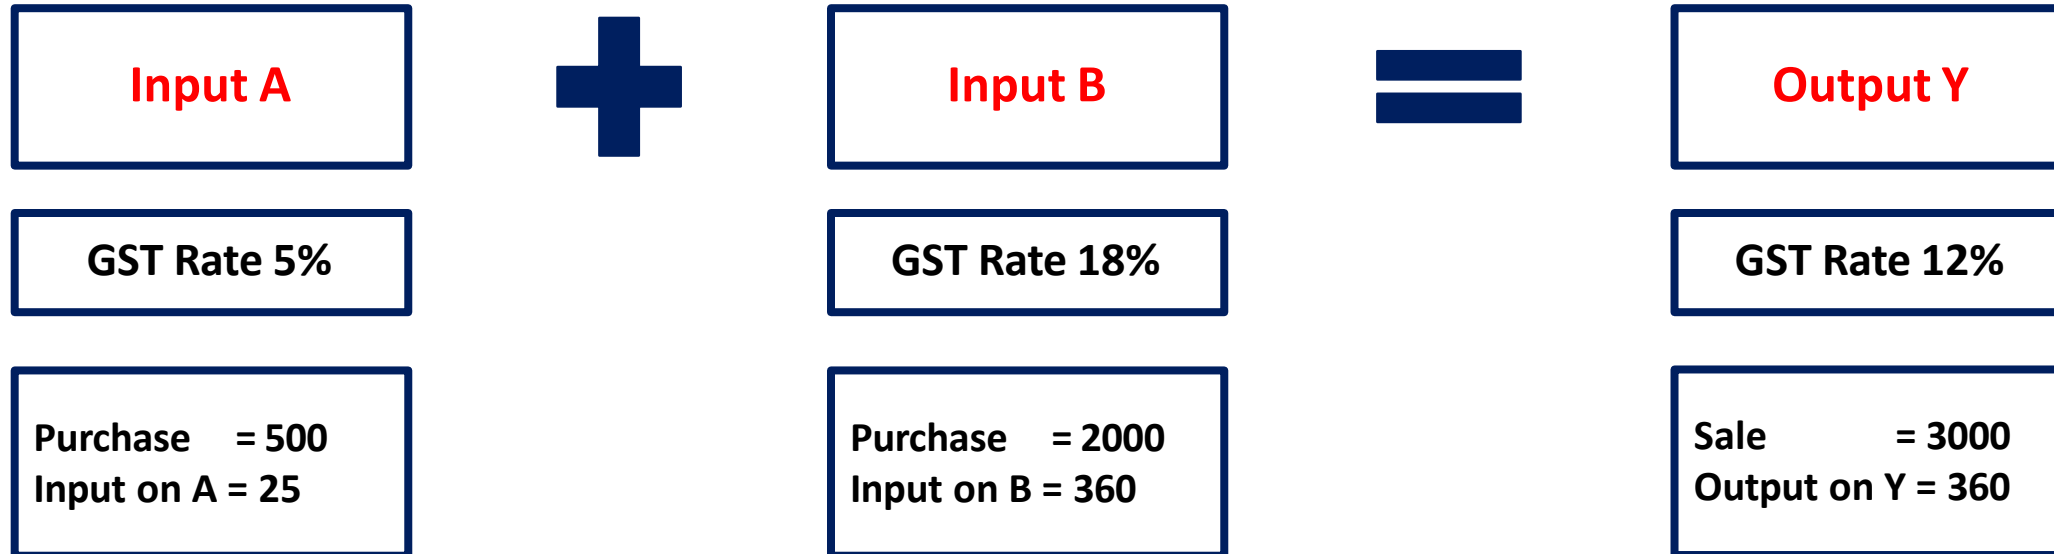 Input A
Input B
Output Y
GST Rate 5%
GST Rate 18%
GST Rate 12%
Purchase = 500
Input on A = 25
Purchase = 2000
Input on B = 360
Sale = 3000
Output on Y = 360